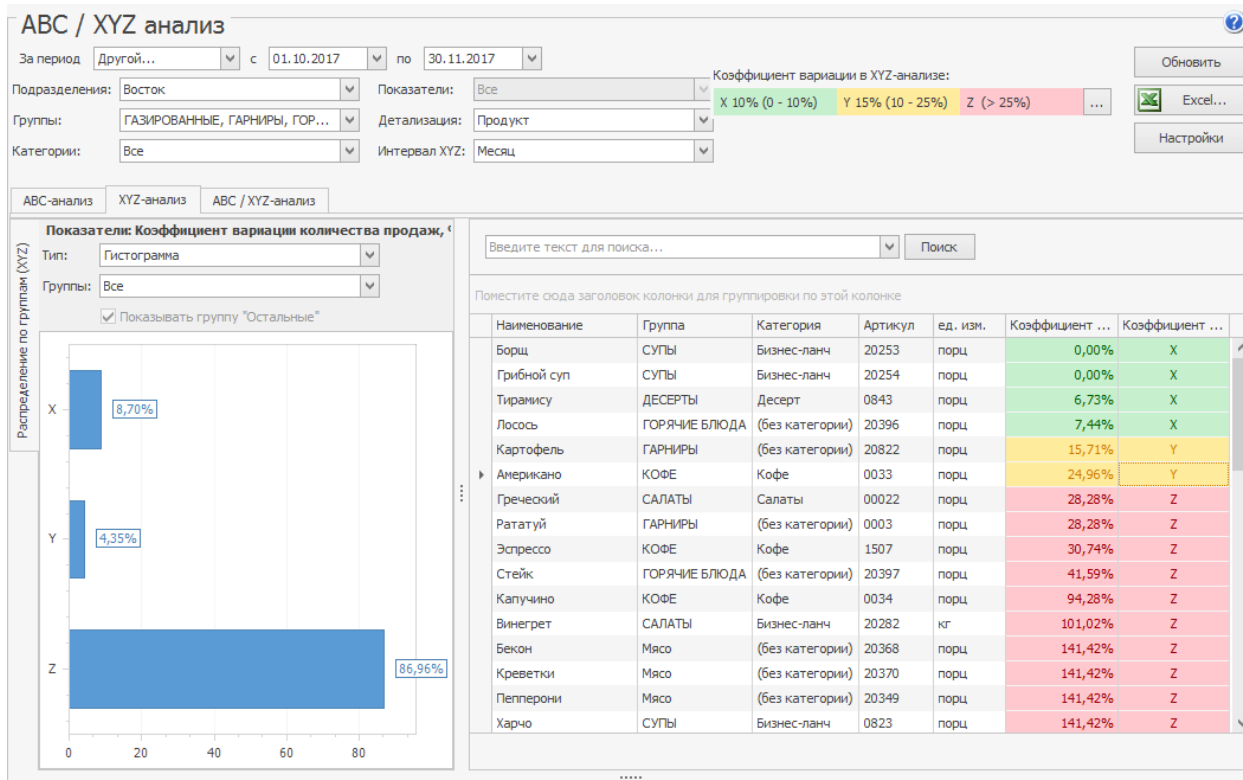 ABC / XYZ анализ
За период Другой... с 01.10.2017 по 30.11.2017
Обновить
Коэффициент вариации в XYZ-анализе:
Подразделения: Восток Показатели: Все
X 10% (0 - 10%) Y 15% (10 - 25%) Z (> 25%) ...
Excel...
Группы: ГАЗИРОВАННЫЕ, ГАРНИРЫ, ГОР... Детализация: Продукт
Настройки
Категории: Все Интервал XYZ: Месяц
ABC-анализ XYZ-анализ ABC / XYZ-анализ
Распределение по группам (XYZ)
Показатели: Коэффициент вариации количества продаж,
Тип: Гистограмма
Группы: Все
Показывать группу "Остальные"
X 8,70%
Y 4,35%
Z 86,96%
0 20 40 60 80
Введите текст для поиска... Поиск
Поместите сюда заголовок колонки для группировки по этой колонке
Наименование Группа Категория Артикул ед. изм. Коэффициент ... Коэффициент ...
Борщ СУПЫ Бизнес-ланч 20253 порц 0,00% X
Грибной суп СУПЫ Бизнес-ланч 20254 порц 0,00% X
Тирамису ДЕСЕРТЫ Десерт 0843 порц 6,73% X
Лосось ГОРЯЧИЕ БЛЮДА (без категории) 20396 порц 7,44% X
Картофель ГАРНИРЫ (без категории) 20822 порц 15,71% Y
Американо КОФЕ Кофе 0033 порц 24,96% Y
Греческий САЛАТЫ Салаты 00022 порц 28,28% Z
Рататуй ГАРНИРЫ (без категории) 0003 порц 28,28% Z
Эспрессо КОФЕ Кофе 1507 порц 30,74% Z
Стейк ГОРЯЧИЕ БЛЮДА (без категории) 20397 порц 41,59% Z
Капучино КОФЕ Кофе 0034 порц 94,28% Z
Винегрет САЛАТЫ Бизнес-ланч 20282 кг 101,02% Z
Бекон Мясо (без категории) 20368 порц 141,42% Z
Креветки Мясо (без категории) 20370 порц 141,42% Z
Пепперони Мясо (без категории) 20349 порц 141,42% Z
Харчо СУПЫ Бизнес-ланч 0823 порц 141,42% Z